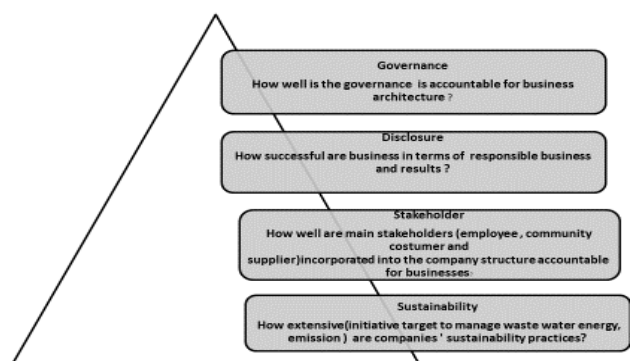 Governance
How well is the governance is accountable for business
architecture ?
Disclosure
How successful are business in terms of responsible business
and results ?
Stakeholder
How well are main stakeholders (employee , community
costumer and
supplier)incorporated into the company structure accountable
for businesses:
Sustainability
How extensive(initiative target to manage waste water energy,
emission ) are companies ' sustainability practices?